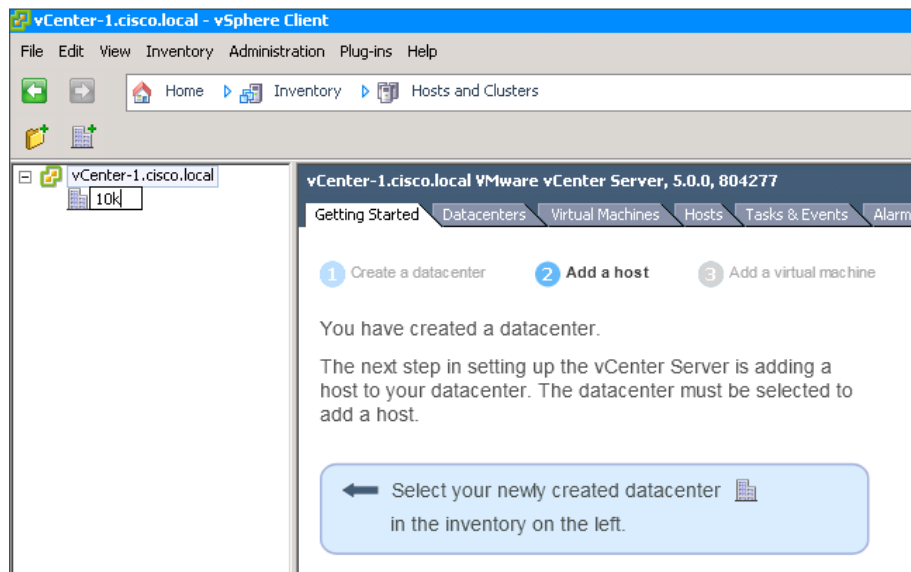 vCenter-1.cisco.local - vSphere Client
File Edit View Inventory Administration Plug-ins Help
Home Inventory Hosts and Clusters
vCenter-1.cisco.local
10k
vCenter-1.cisco.local VMware vCenter Server, 5.0.0, 804277
Getting Started Datacenters Virtual Machines Hosts Tasks & Events Alarm
1 Create a datacenter 2 Add a host 3 Add a virtual machine
You have created a datacenter.
The next step in setting up the vCenter Server is adding a
host to your datacenter. The datacenter must be selected to
add a host.
Select your newly created datacenter
in the inventory on the left.